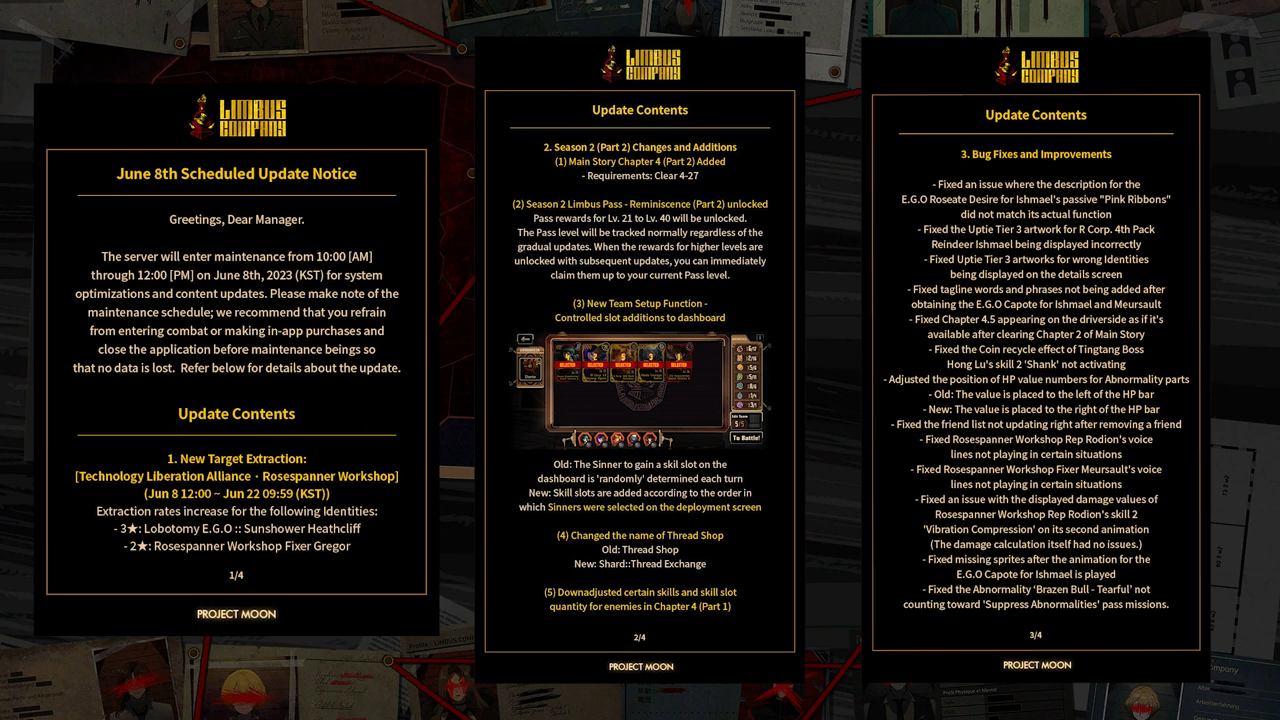 LIMBUS
COMPANY
June 8th Scheduled Update Notice
Greetings, Dear Manager.
The server will enter maintenance from 10:00 [AM]
through 12:00 [PM] on June 8th, 2023 (KST) for system
optimizations and content updates. Please make note of the
maintenance schedule; we recommend that you refrain
from entering combat or making in-app purchases and
close the application before maintenance beings so
that no data is lost.  Refer below for details about the update.
Update Contents
1. New Target Extraction:
[Technology Liberation Alliance · Rosespanner Workshop]
(Jun 8 12:00 ~ Jun 22 09:59 (KST))
Extraction rates increase for the following Identities:
- 3★: Lobotomy E.G.O :: Sunshower Heathcliff
- 2★: Rosespanner Workshop Fixer Gregor
1/4
PROJECT MOON
LIMBUS
COMPANY
Update Contents
2. Season 2 (Part 2) Changes and Additions
(1) Main Story Chapter 4 (Part 2) Added
- Requirements: Clear 4-27
(2) Season 2 Limbus Pass - Reminiscence (Part 2) unlocked
Pass rewards for Lv. 21 to Lv. 40 will be unlocked.
The Pass level will be tracked normally regardless of the
gradual updates. When the rewards for higher levels are
unlocked with subsequent updates, you can immediately
claim them up to your current Pass level.
(3) New Team Setup Function -
Controlled slot additions to dashboard
SELECTED
SELECTED
SELECTED
SELECTED
SELECTED
Dante
5/5
To Battle!
Old: The Sinner to gain a skil slot on the
dashboard is 'randomly' determined each turn
New: Skill slots are added according to the order in
which Sinners were selected on the deployment screen
(4) Changed the name of Thread Shop
Old: Thread Shop
New: Shard::Thread Exchange
(5) Downadjusted certain skills and skill slot
quantity for enemies in Chapter 4 (Part 1)
2/4
PROJECT MOON
LIMBUS
COMPANY
Update Contents
3. Bug Fixes and Improvements
- Fixed an issue where the description for the
E.G.O Roseate Desire for Ishmael's passive "Pink Ribbons"
did not match its actual function
- Fixed the Uptie Tier 3 artwork for R Corp. 4th Pack
Reindeer Ishmael being displayed incorrectly
- Fixed Uptie Tier 3 artworks for wrong Identities
being displayed on the details screen
- Fixed tagline words and phrases not being added after
obtaining the E.G.O Capote for Ishmael and Meursault
- Fixed Chapter 4.5 appearing on the driverside as if it's
available after clearing Chapter 2 of Main Story
- Fixed the Coin recycle effect of Tingtang Boss
Hong Lu's skill 2 'Shank' not activating
- Adjusted the position of HP value numbers for Abnormality parts
- Old: The value is placed to the left of the HP bar
- New: The value is placed to the right of the HP bar
- Fixed the friend list not updating right after removing a friend
- Fixed Rosespanner Workshop Rep Rodion's voice
lines not playing in certain situations
- Fixed Rosespanner Workshop Fixer Meursault's voice
lines not playing in certain situations
- Fixed an issue with the displayed damage values of
Rosespanner Workshop Rep Rodion's skill 2
'Vibration Compression' on its second animation
(The damage calculation itself had no issues.)
- Fixed missing sprites after the animation for the
E.G.O Capote for Ishmael is played
- Fixed the Abnormality ‘Brazen Bull - Tearful’ not
counting toward 'Suppress Abnormalities' pass missions.
3/4
PROJECT MOON